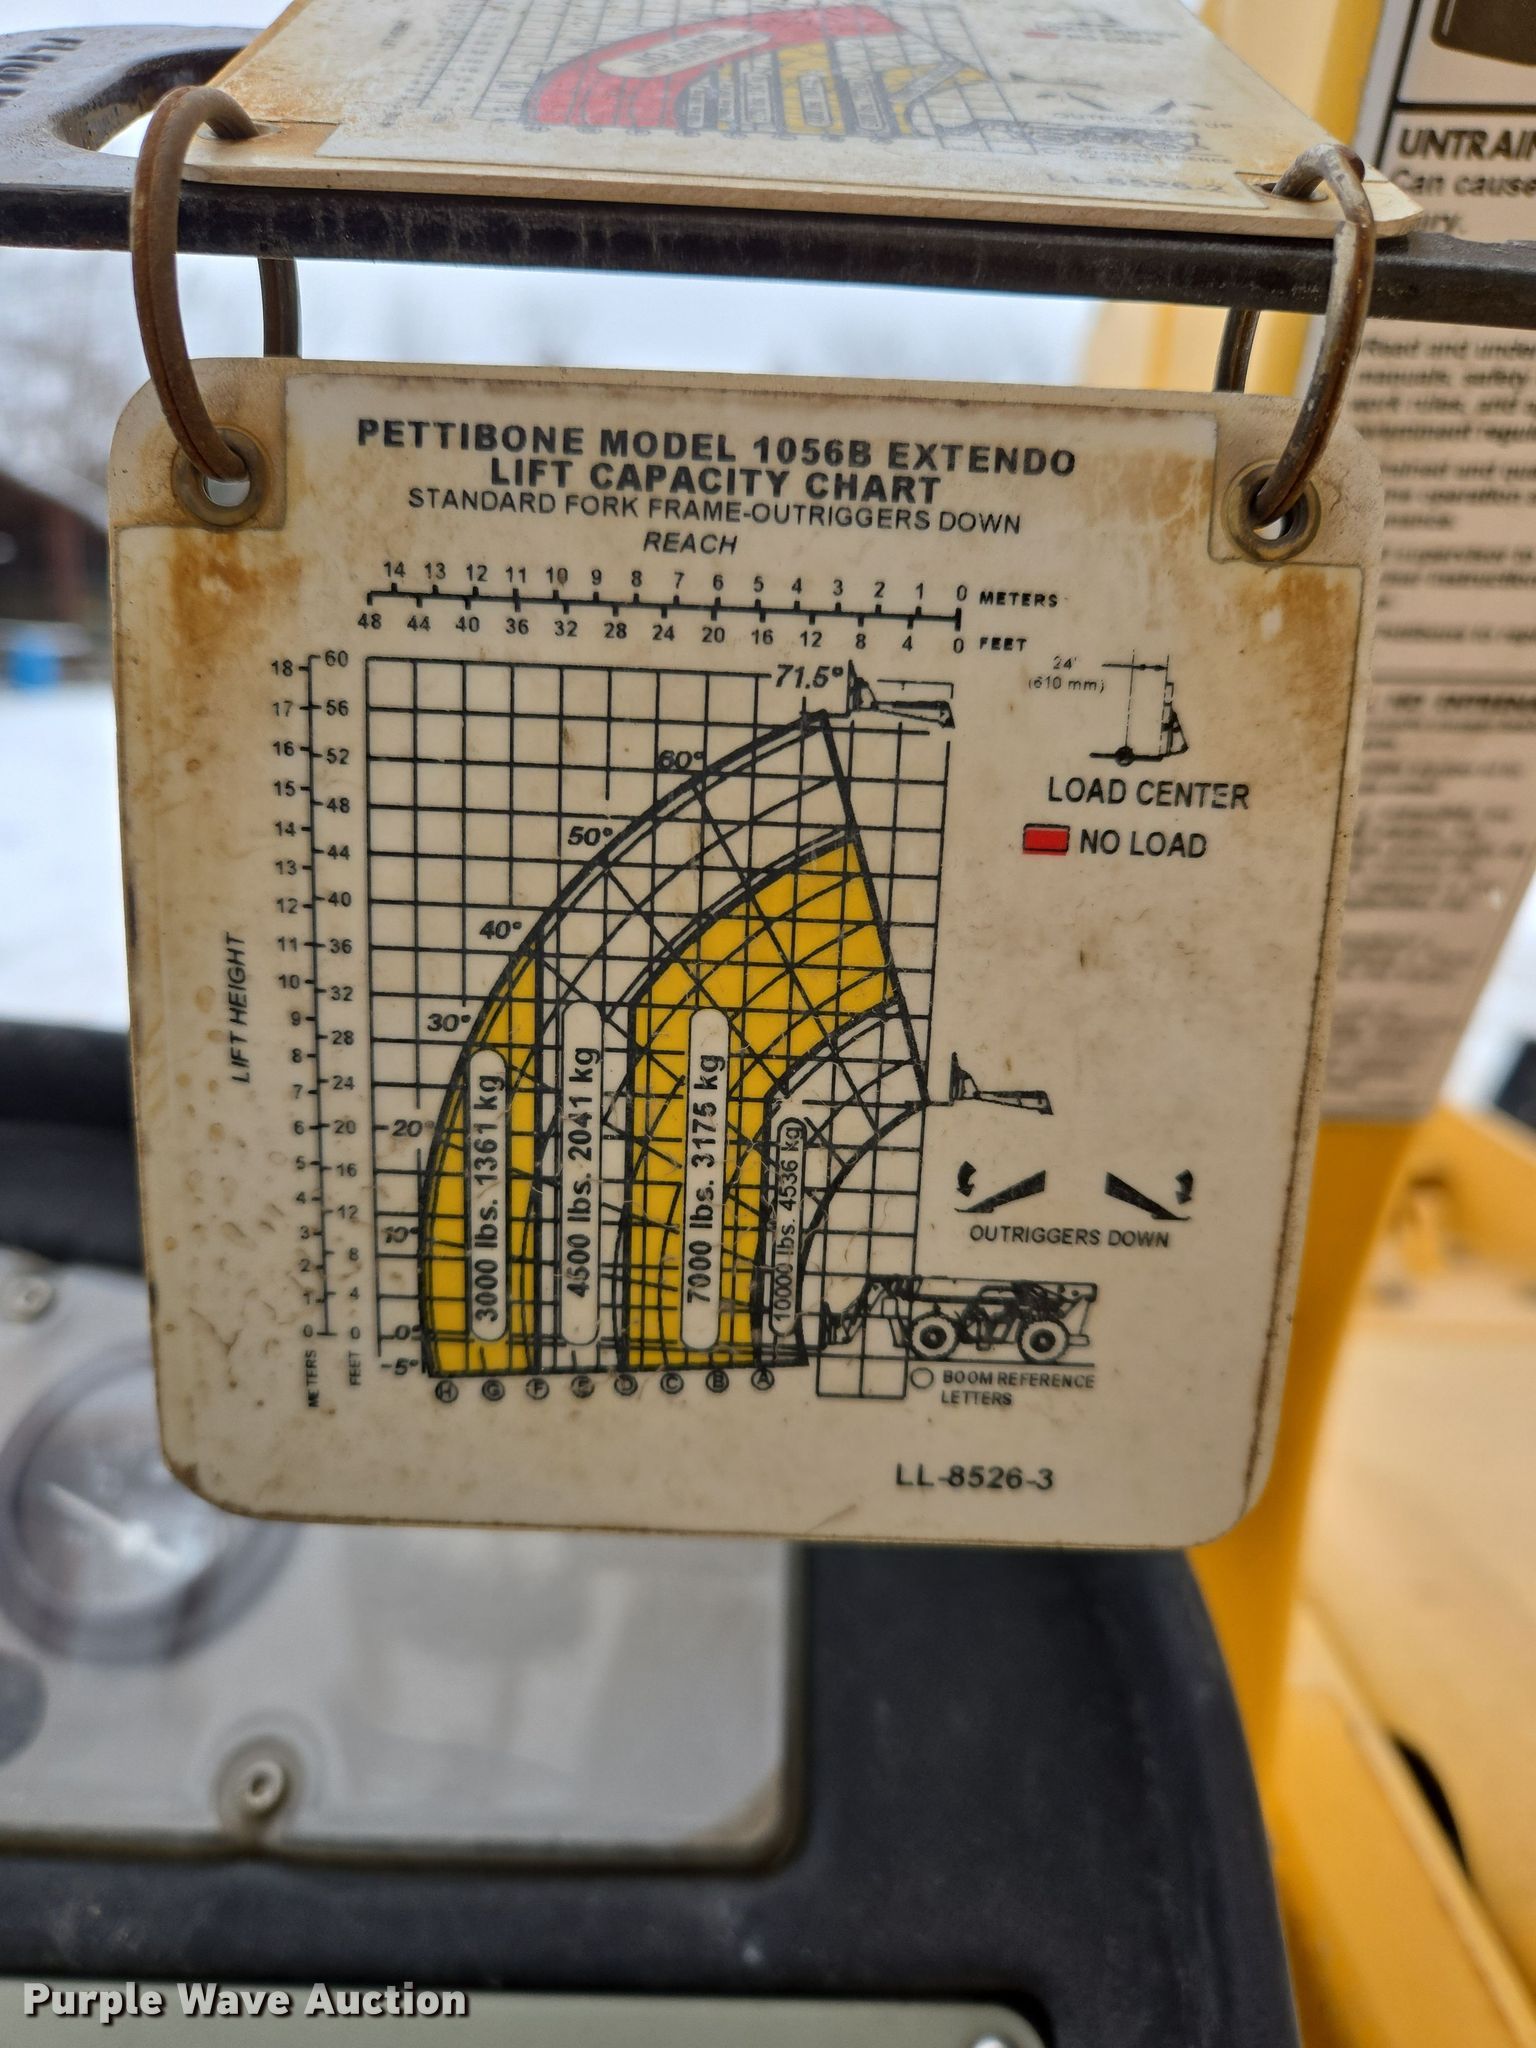 LL-8526-2
UNTRAIN
Can cause
ury.
PETTIBONE MODEL 1056B EXTENDO
LIFT CAPACITY CHART
STANDARD FORK FRAME-OUTRIGGERS DOWN
REACH
14 13 12 11 10 9 8 7 6 5 4 3 2 1 0 METERS
48 44 40 36 32 28 24 20 16 12 8 4 0 FEET
24"
(610 mm)
LOAD CENTER
NO LOAD
LIFT HEIGHT
18 17 16 15 14 13 12 11 10 9 8 7 6 5 4 3 2 1 0
METERS
60 56 52 48 44 40 36 32 28 24 20 16 12 8 4 0
FEET
71.5°
60°
50°
40°
30°
20°
10°
0°
-5°
3000 lbs. 1361 kg
4500 lbs. 2041 kg
7000 lbs. 3175 kg
10000 lbs. 4536 kg
H G F E D C B A
OUTRIGGERS DOWN
BOOM REFERENCE
LETTERS
LL-8526-3
Purple Wave Auction